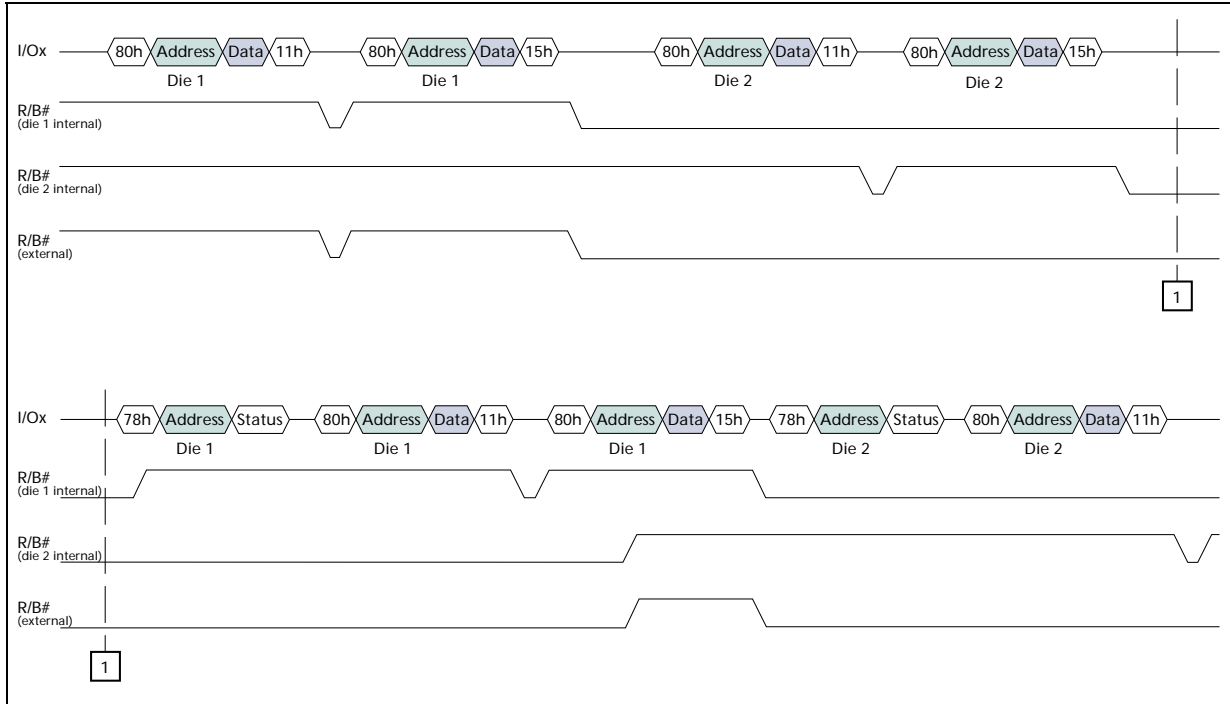 I/Ox 80h Address Data 11h 80h Address Data 15h 80h Address Data 11h 80h Address Data 15h
Die 1 Die 1 Die 2 Die 2
R/B#
(die 1 internal)
R/B#
(die 2 internal)
R/B#
(external)
1
I/Ox 78h Address Status 80h Address Data 11h 80h Address Data 15h 78h Address Status 80h Address Data 11h
Die 1 Die 1 Die 1 Die 2 Die 2
R/B#
(die 1 internal)
R/B#
(die 2 internal)
R/B#
(external)
1